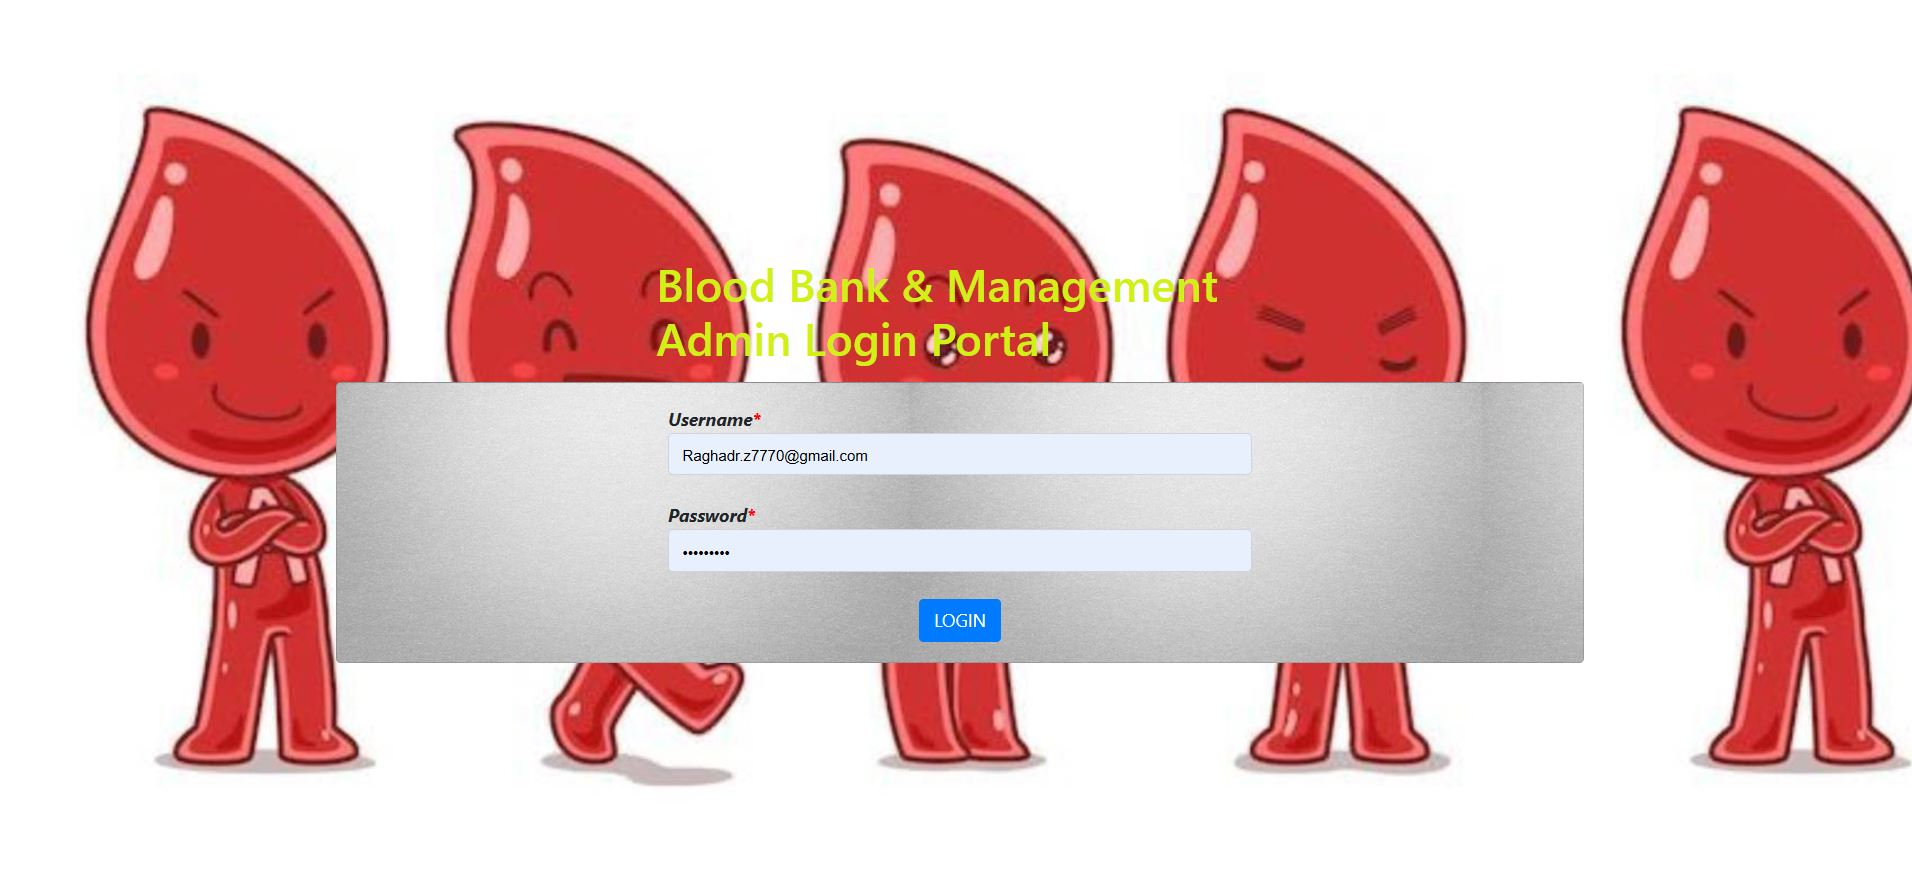 Blood Bank & Management
Admin Login Portal
Username*
Raghadr.z7770@gmail.com
Password*
•••••••••
LOGIN